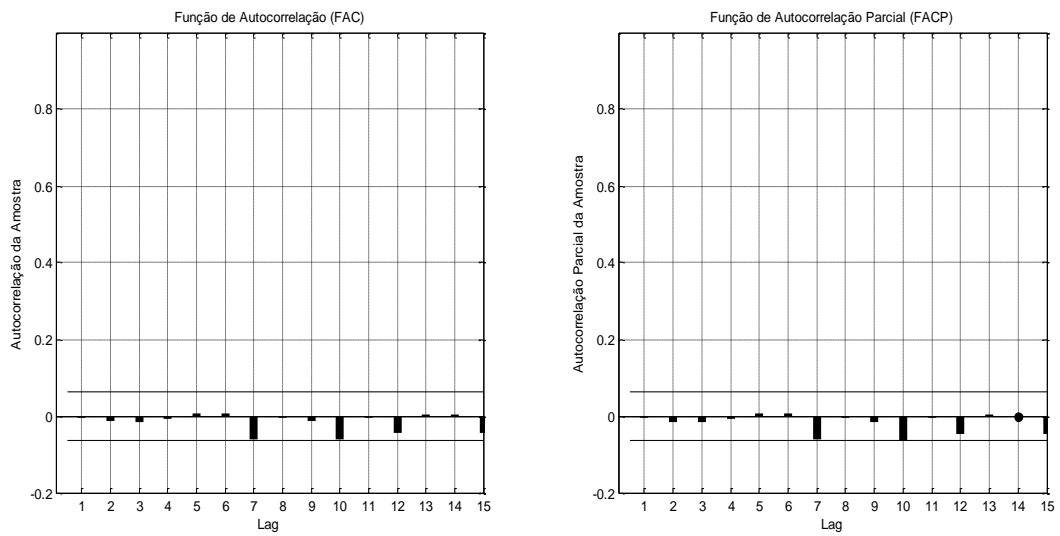 Função de Autocorrelação (FAC)
Autocorrelação da Amostra
0.8
0.6
0.4
0.2
0
-0.2
1 2 3 4 5 6 7 8 9 10 11 12 13 14 15
Lag
Função de Autocorrelação Parcial (FACP)
Autocorrelação Parcial da Amostra
0.8
0.6
0.4
0.2
0
-0.2
1 2 3 4 5 6 7 8 9 10 11 12 13 14 15
Lag